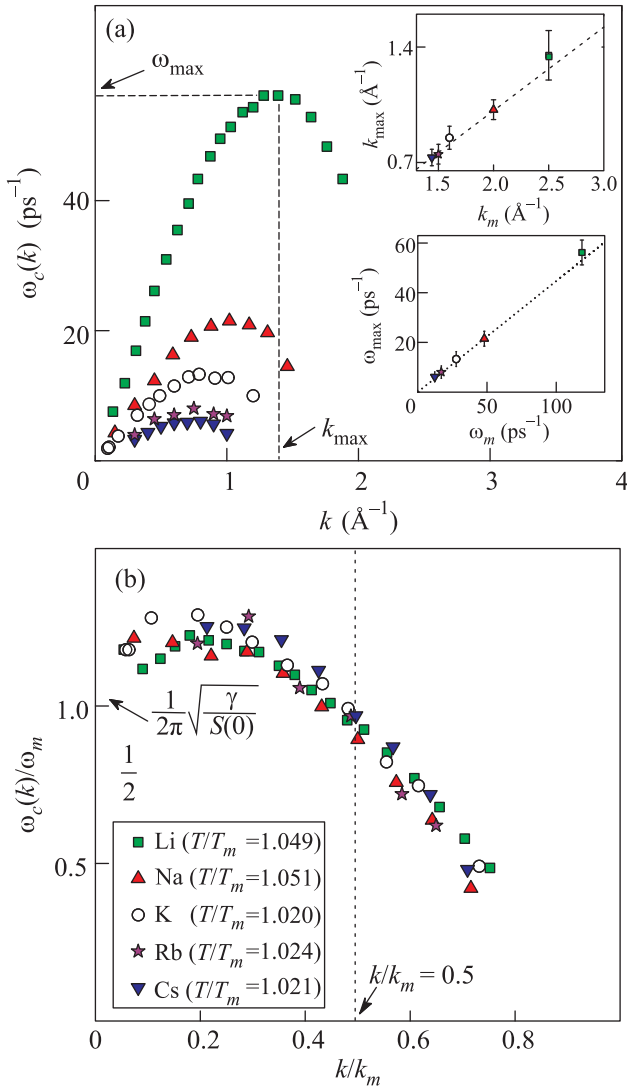 (a)
ω_max
ω_c(k) (ps⁻¹)
40
20
0
0
1
2
3
4
k (Å⁻¹)
k_max
k_max (Å⁻¹)
1.4
0.7
1.5
2.0
2.5
3.0
k_m (Å⁻¹)
ω_max (ps⁻¹)
60
40
20
0
50
100
ω_m (ps⁻¹)
(b)
ω_c(k)/ω_m
1.0
0.5
0
1/2π √(γ/S(0))
1/2
Li (T/T_m=1.049)
Na (T/T_m=1.051)
K (T/T_m=1.020)
Rb (T/T_m=1.024)
Cs (T/T_m=1.021)
k/k_m = 0.5
0
0.2
0.4
0.6
0.8
k/k_m